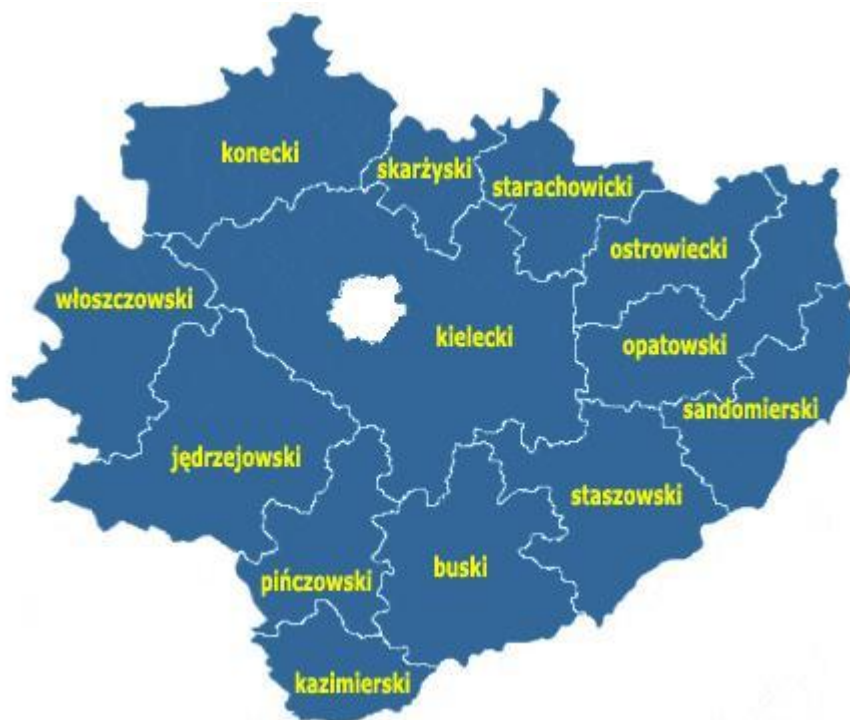 konecki
skarżyski
starachowicki
ostrowiecki
włoszczowski
kielecki
opatowski
sandomierski
jędrzejowski
staszowski
pińczowski
buski
kazimierski